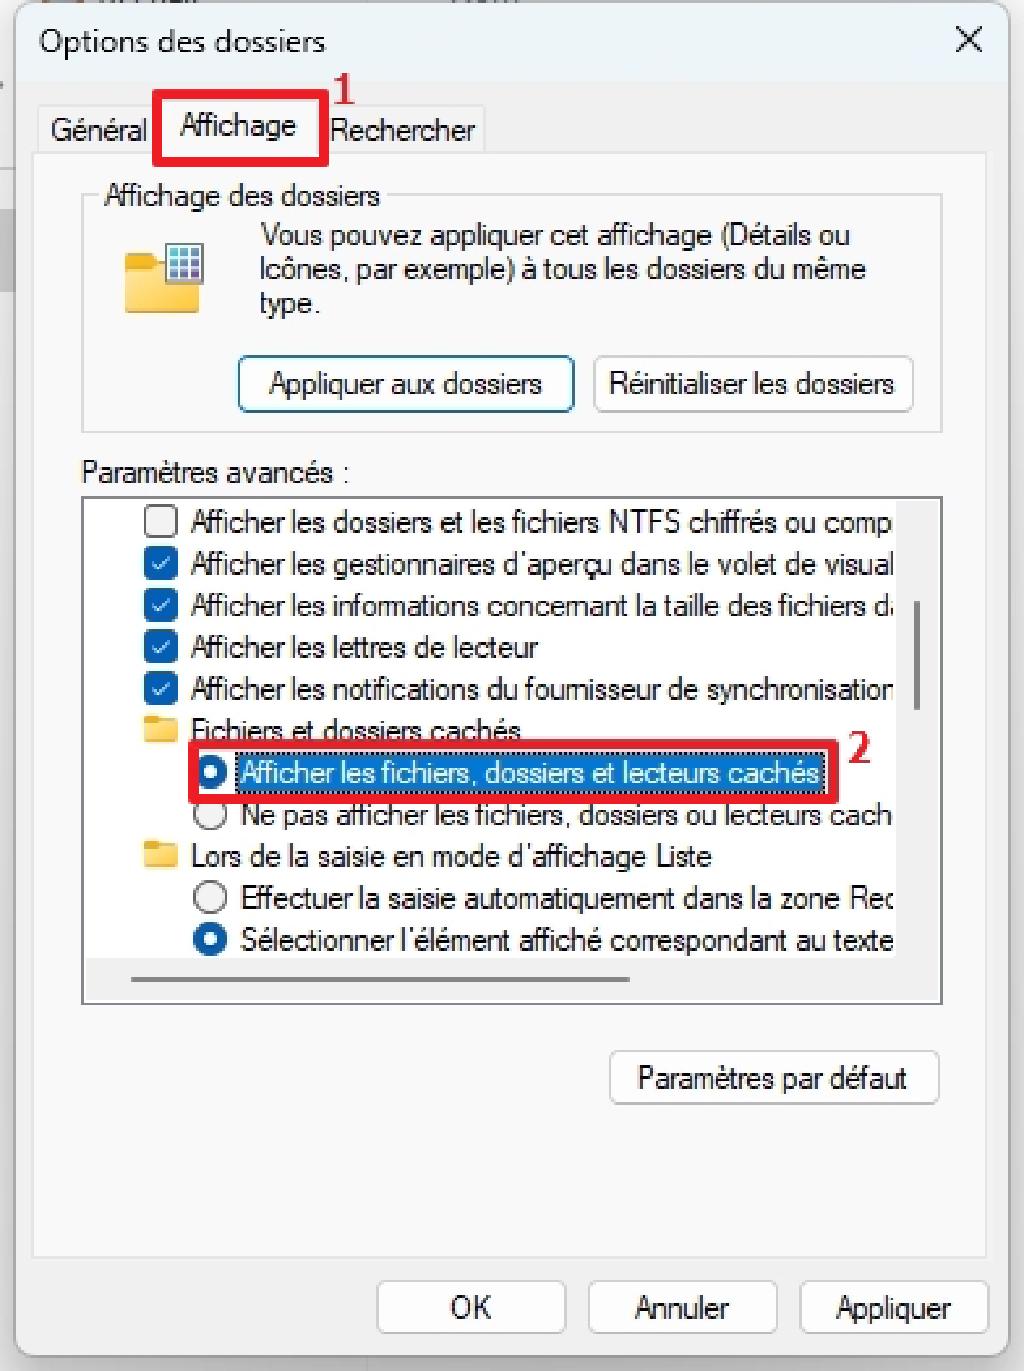 Options des dossiers
1
Général Affichage Rechercher
Affichage des dossiers
Vous pouvez appliquer cet affichage (Détails ou
Icônes, par exemple) à tous les dossiers du même
type.
Appliquer aux dossiers Réinitialiser les dossiers
Paramètres avancés :
Afficher les dossiers et les fichiers NTFS chiffrés ou comp
Afficher les gestionnaires d'aperçu dans le volet de visual
Afficher les informations concernant la taille des fichiers da
Afficher les lettres de lecteur
Afficher les notifications du fournisseur de synchronisation
Fichiers et dossiers cachés
Afficher les fichiers, dossiers et lecteurs cachés 2
Ne pas afficher les fichiers, dossiers ou lecteurs cach
Lors de la saisie en mode d'affichage Liste
Effectuer la saisie automatiquement dans la zone Rec
Sélectionner l'élément affiché correspondant au texte
Paramètres par défaut
OK Annuler Appliquer